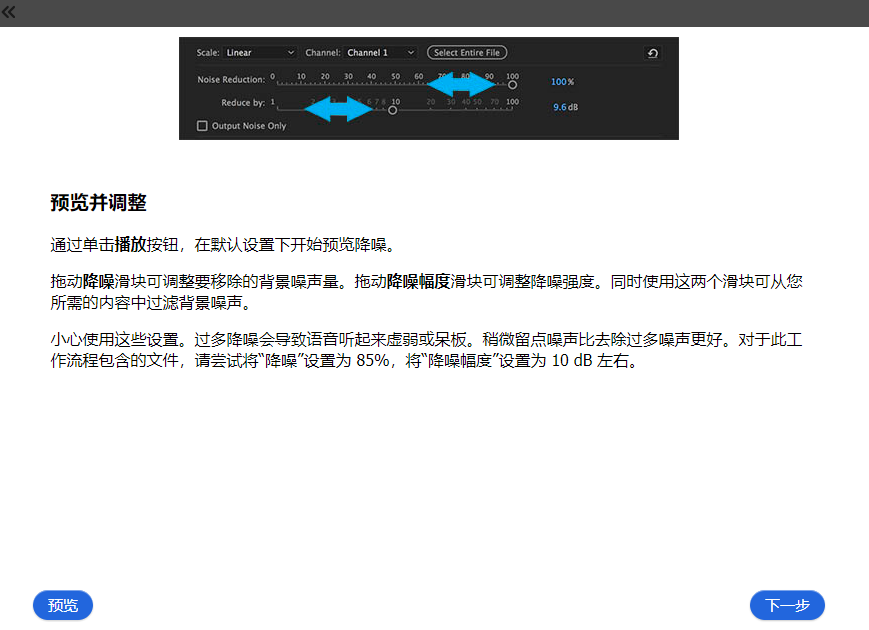 Scale: Linear Channel: Channel 1 Select Entire File
Noise Reduction: 0 10 20 30 40 50 60 70 80 90 100 100 %
Reduce by: 1 6 7 8 10 20 30 40 50 70 100 9.6 dB
Output Noise Only
预览并调整
通过单击播放按钮，在默认设置下开始预览降噪。
拖动降噪滑块可调整要移除的背景噪声量。拖动降噪幅度滑块可调整降噪强度。同时使用这两个滑块可从您
所需的内容中过滤背景噪声。
小心使用这些设置。过多降噪会导致语音听起来虚弱或呆板。稍微留点噪声比去除过多噪声更好。对于此工
作流程包含的文件，请尝试将“降噪”设置为 85%，将“降噪幅度”设置为 10 dB 左右。
预览 下一步